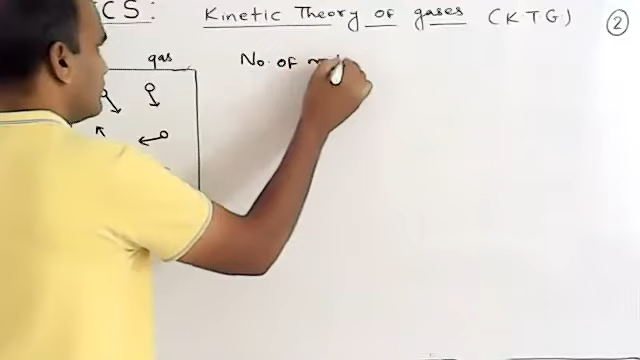 CS: Kinetic Theory of gases (KTG) 2
gas
No. of